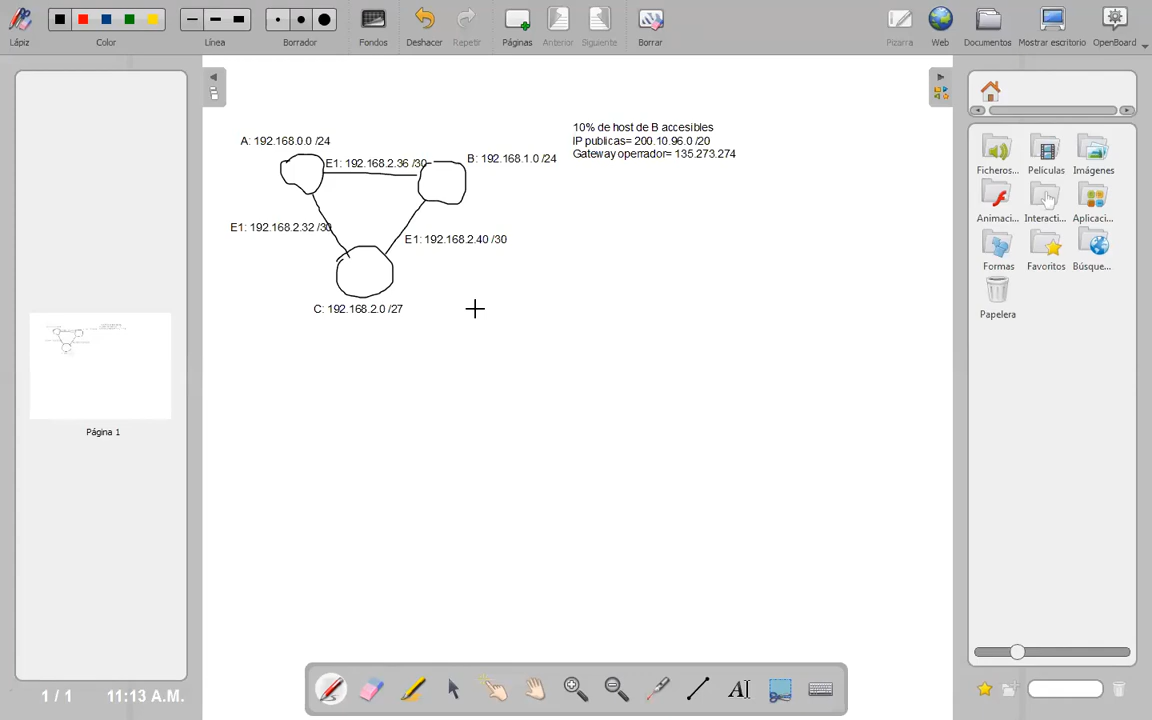 Lápiz
Color
Línea
Borrador
Fondos
Deshacer
Repetir
Páginas
Anterior
Siguiente
Borrar
Pizarra
Web
Documentos
Mostrar escritorio
OpenBoard
A: 192.168.0.0 /24
E1: 192.168.2.36 /30
B: 192.168.1.0 /24
10% de host de B accesibles
IP publicas= 200.10.96.0 /20
Gateway operrador= 135.273.274
E1: 192.168.2.32 /30
E1: 192.168.2.40 /30
C: 192.168.2.0 /27
Página 1
Ficheros...
Películas
Imágenes
Animaci...
Interacti...
Aplicaci...
Formas
Favoritos
Búsque...
Papelera
1 / 1
11:13 A.M.
AI